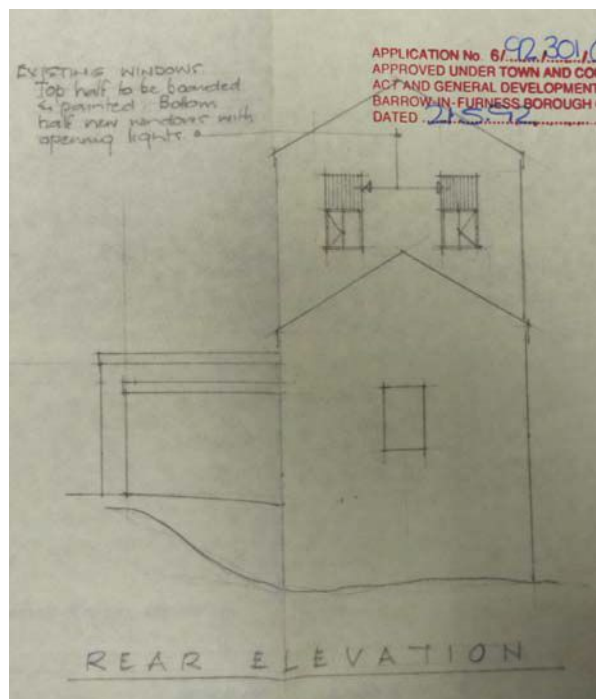 EXISTING WINDOWS
Top half to be boarded
& painted. Bottom
half new windows with
opening lights.
APPLICATION No. 6/92/301/
APPROVED UNDER TOWN AND CO
ACT AND GENERAL DEVELOPMENT
BARROW-IN-FURNESS BOROUGH
DATED 21.5.92
REAR ELEVATION